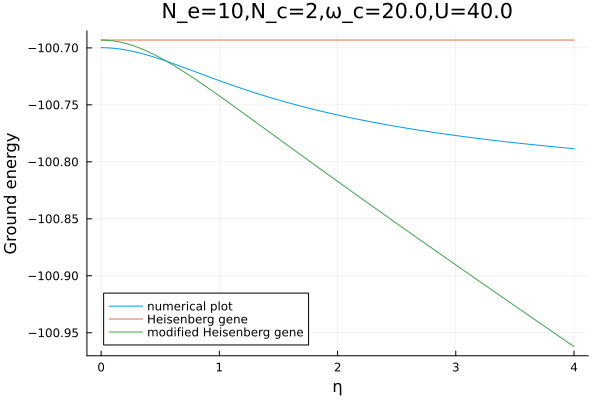 N_e=10,N_c=2,ω_c=20.0,U=40.0
Ground energy
−100.70
−100.75
−100.80
−100.85
−100.90
−100.95
numerical plot
Heisenberg gene
modified Heisenberg gene
0
1
2
3
4
η